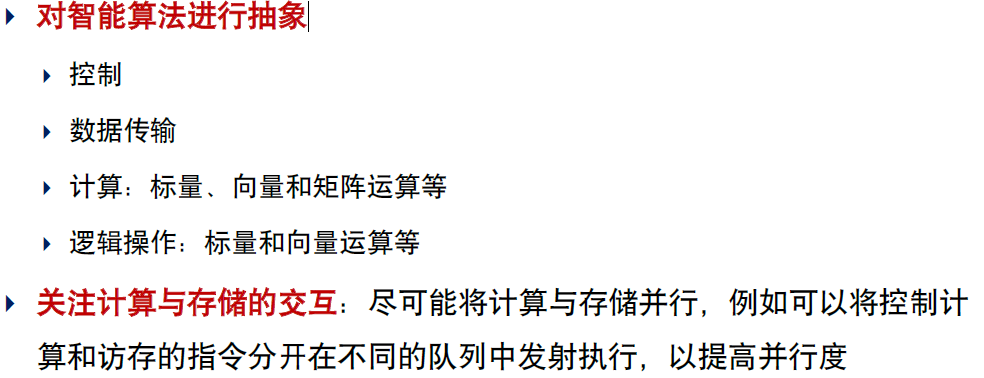 对智能算法进行抽象
控制
数据传输
计算：标量、向量和矩阵运算等
逻辑操作：标量和向量运算等
关注计算与存储的交互：尽可能将计算与存储并行，例如可以将控制计
算和访存的指令分开在不同的队列中发射执行，以提高并行度